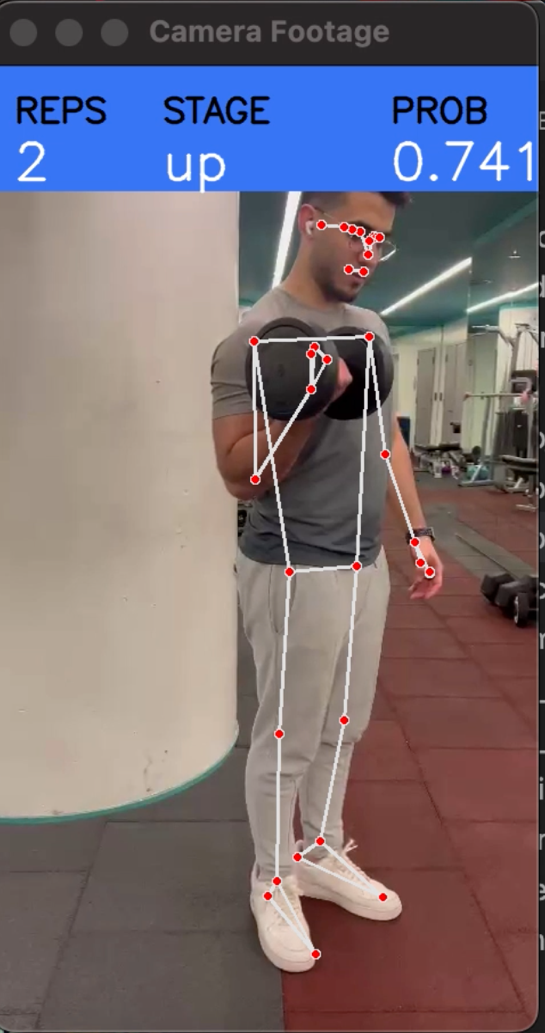 Camera Footage
REPS STAGE PROB
2 up 0.741